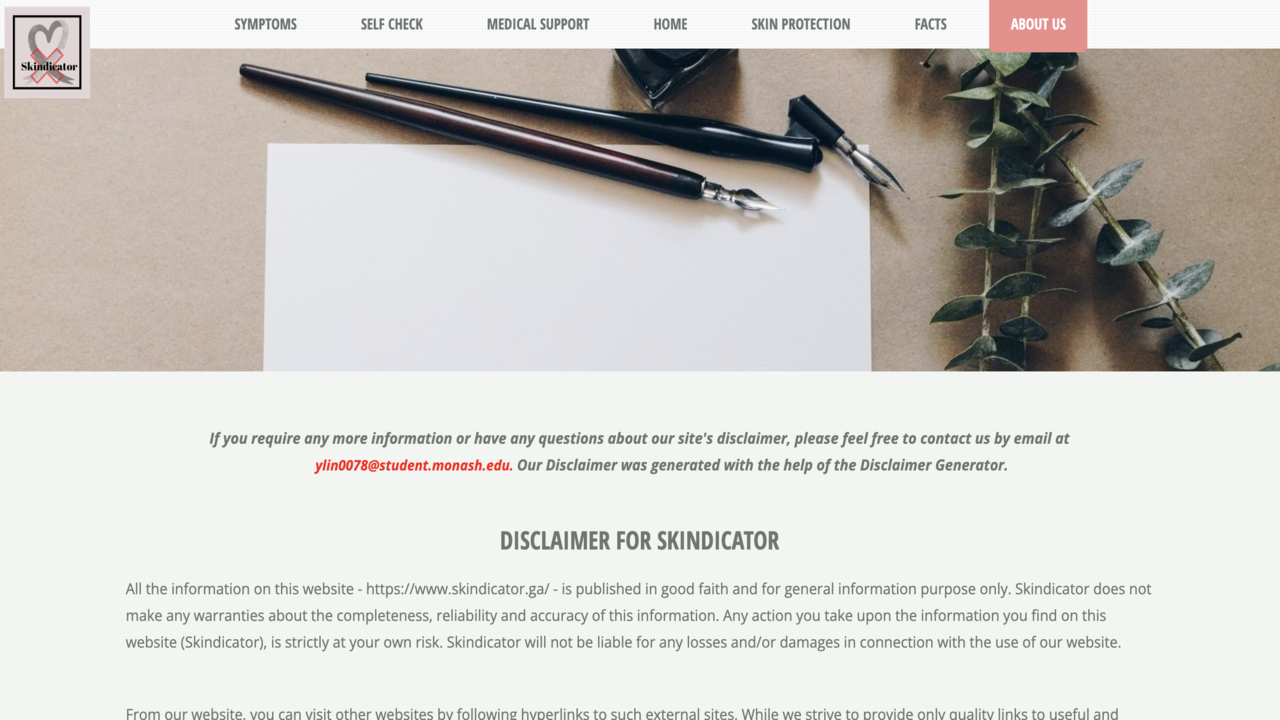 Skindicator
SYMPTOMS
SELF CHECK
MEDICAL SUPPORT
HOME
SKIN PROTECTION
FACTS
ABOUT US
If you require any more information or have any questions about our site's disclaimer, please feel free to contact us by email at
ylin0078@student.monash.edu. Our Disclaimer was generated with the help of the Disclaimer Generator.
DISCLAIMER FOR SKINDICATOR
All the information on this website - https://www.skindicator.ga/ - is published in good faith and for general information purpose only. Skindicator does not
make any warranties about the completeness, reliability and accuracy of this information. Any action you take upon the information you find on this
website (Skindicator), is strictly at your own risk. Skindicator will not be liable for any losses and/or damages in connection with the use of our website.
From our website, you can visit other websites by following hyperlinks to such external sites. While we strive to provide only quality links to useful and